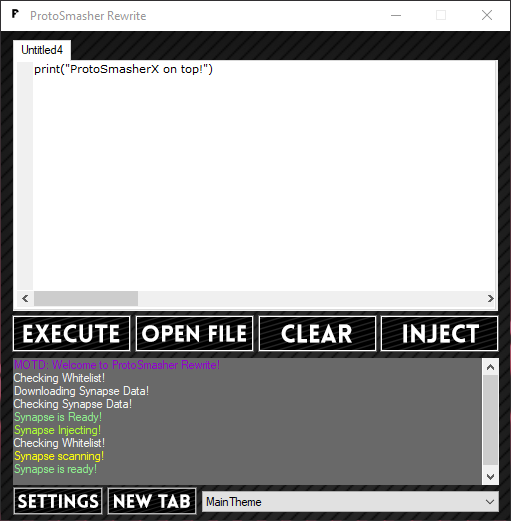 ProtoSmasher Rewrite
Untitled4
print("ProtoSmasherX on top!")
EXECUTE OPEN FILE CLEAR INJECT
MOTD: Welcome to ProtoSmasher Rewrite!
Checking Whitelist!
Downloading Synapse Data!
Checking Synapse Data!
Synapse is Ready!
Synapse Injecting!
Checking Whitelist!
Synapse scanning!
Synapse is ready!
SETTINGS NEW TAB MainTheme